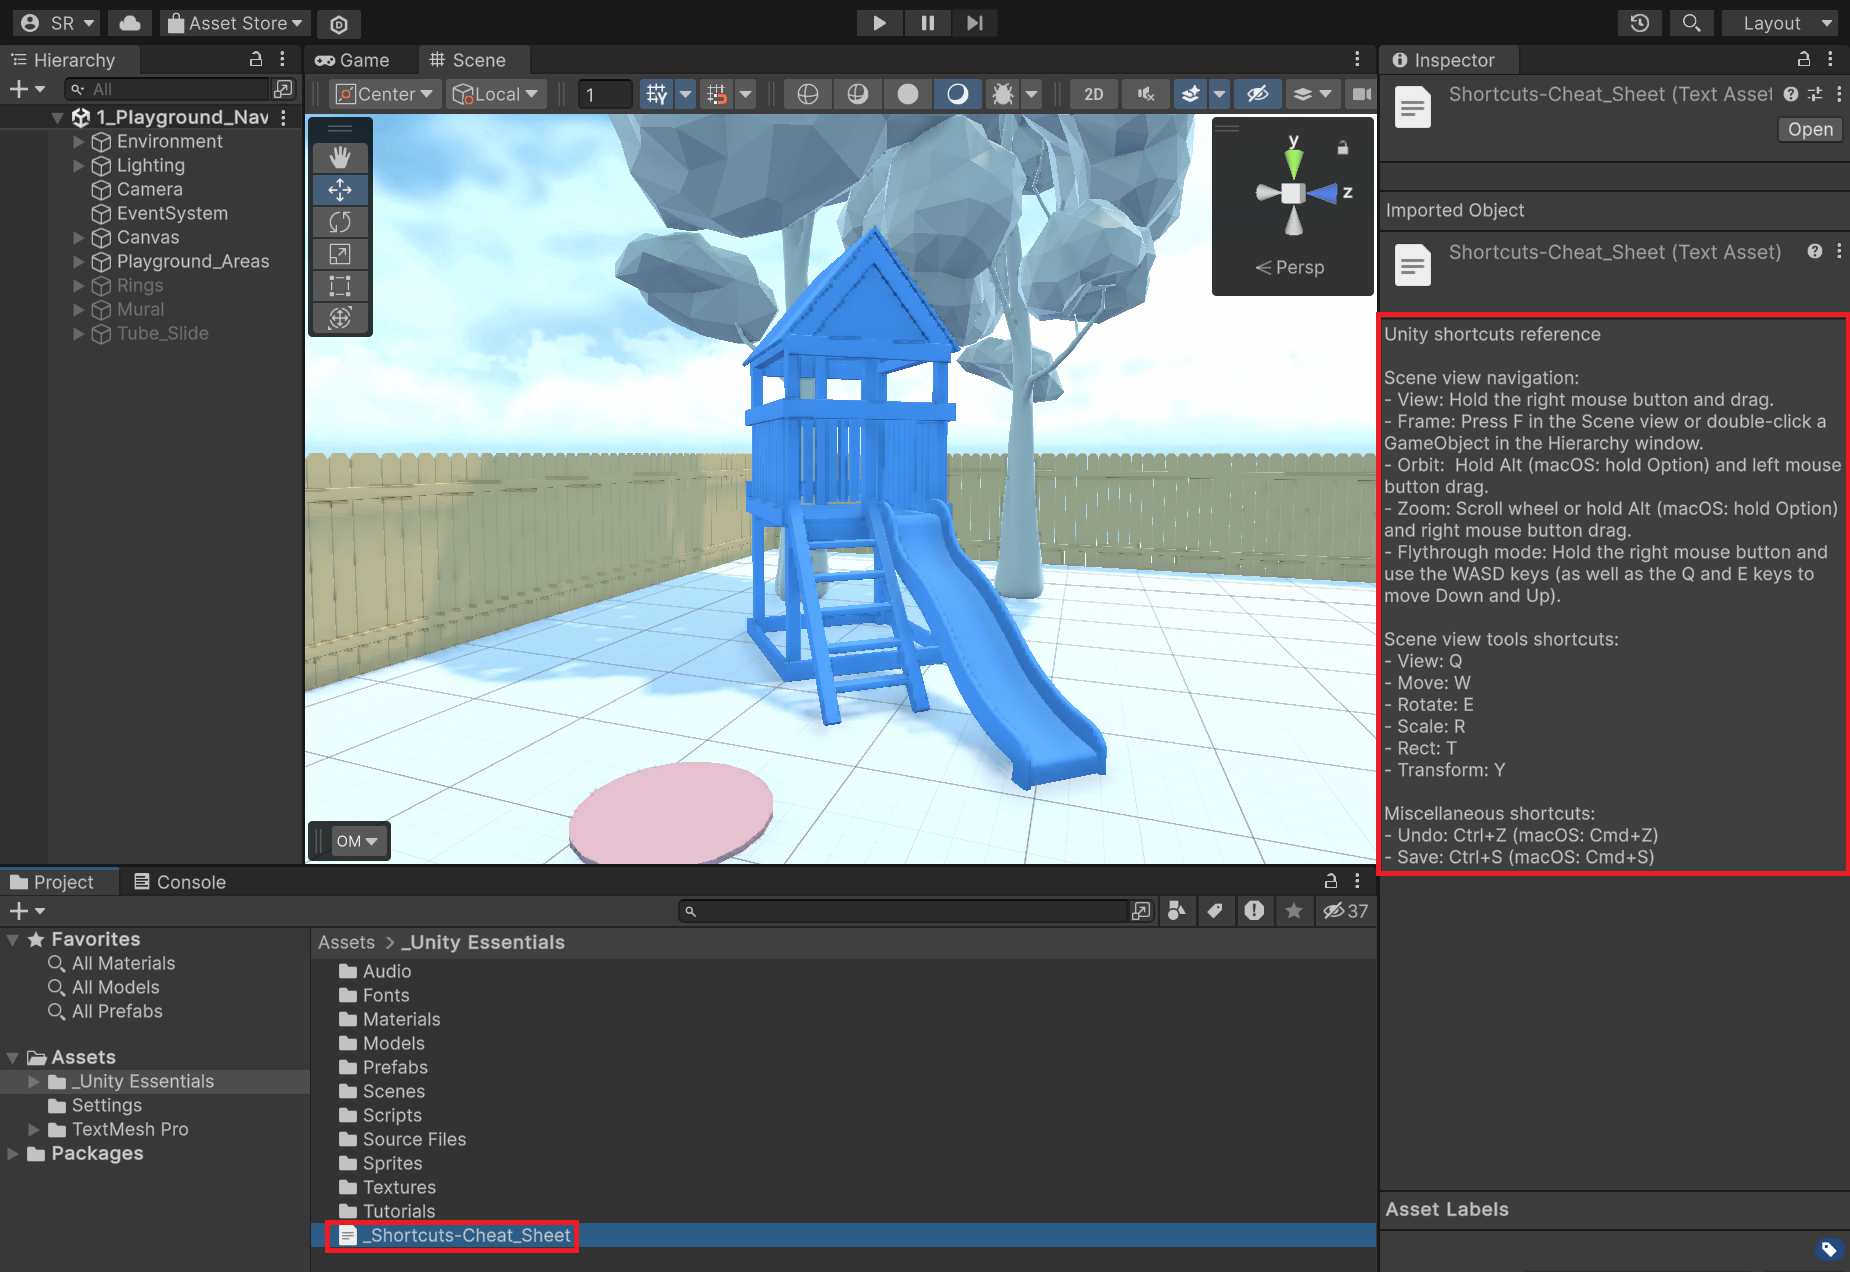 SR
Asset Store
Layout
Hierarchy
All
1_Playground_Nav
Environment
Lighting
Camera
EventSystem
Canvas
Playground_Areas
Rings
Mural
Tube_Slide
Game
Scene
Center
Local
1
2D
y
z
Persp
OM
Inspector
Shortcuts-Cheat_Sheet (Text Asset
Open
Imported Object
Shortcuts-Cheat_Sheet (Text Asset)
Unity shortcuts reference
Scene view navigation:
- View: Hold the right mouse button and drag.
- Frame: Press F in the Scene view or double-click a
GameObject in the Hierarchy window.
- Orbit:  Hold Alt (macOS: hold Option) and left mouse
button drag.
- Zoom: Scroll wheel or hold Alt (macOS: hold Option)
and right mouse button drag.
- Flythrough mode: Hold the right mouse button and
use the WASD keys (as well as the Q and E keys to
move Down and Up).
Scene view tools shortcuts:
- View: Q
- Move: W
- Rotate: E
- Scale: R
- Rect: T
- Transform: Y
Miscellaneous shortcuts:
- Undo: Ctrl+Z (macOS: Cmd+Z)
- Save: Ctrl+S (macOS: Cmd+S)
Asset Labels
Project
Console
37
Favorites
All Materials
All Models
All Prefabs
Assets
_Unity Essentials
Settings
TextMesh Pro
Packages
Assets > _Unity Essentials
Audio
Fonts
Materials
Models
Prefabs
Scenes
Scripts
Source Files
Sprites
Textures
Tutorials
_Shortcuts-Cheat_Sheet